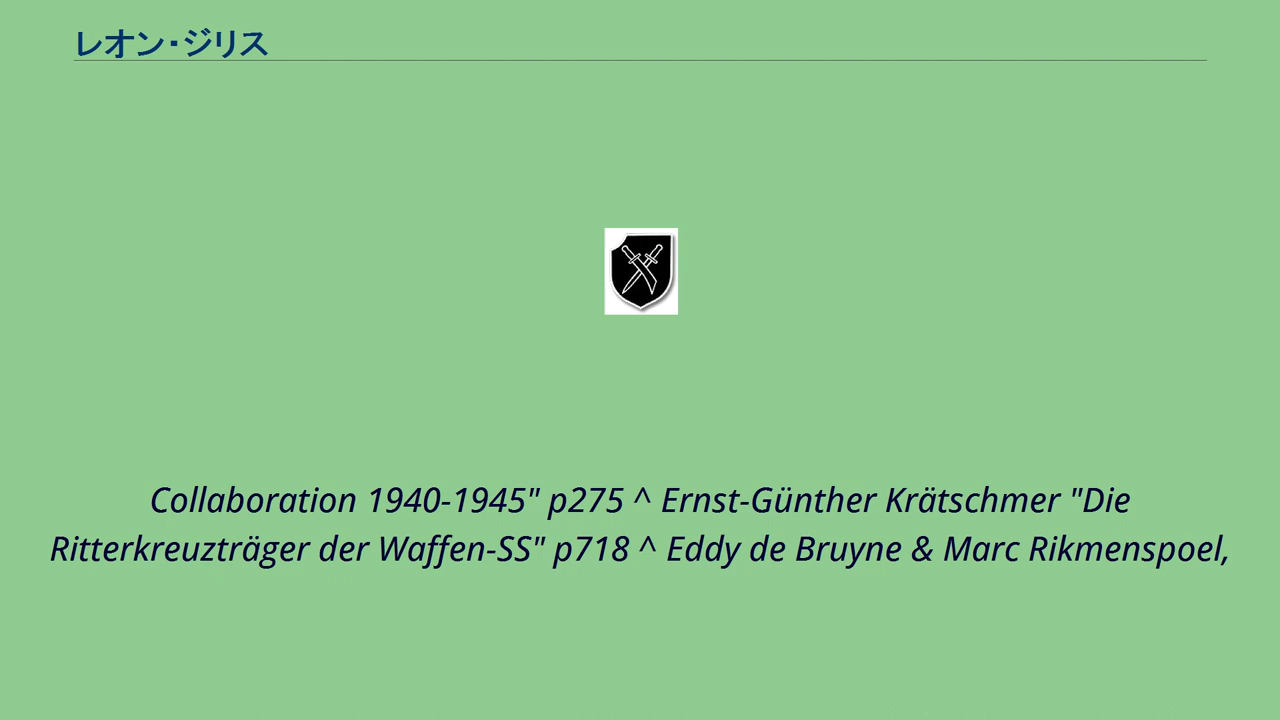 レオン・ジリス
Collaboration 1940-1945" p275 ^ Ernst-Günther Krätschmer "Die
Ritterkreuzträger der Waffen-SS" p718 ^ Eddy de Bruyne & Marc Rikmenspoel,